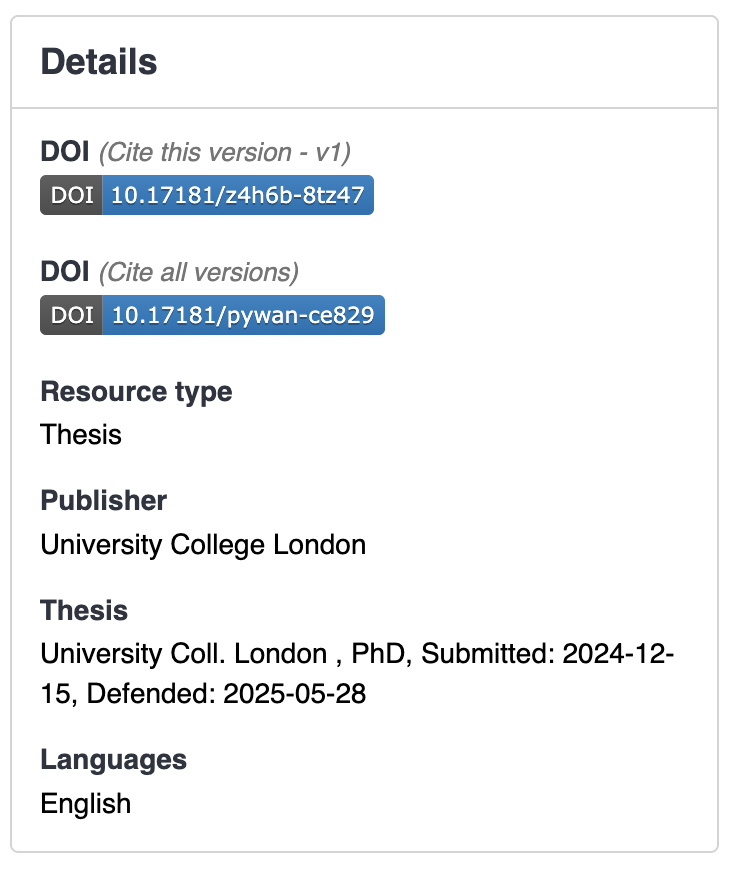 Details
DOI (Cite this version - v1)
DOI 10.17181/z4h6b-8tz47
DOI (Cite all versions)
DOI 10.17181/pywan-ce829
Resource type
Thesis
Publisher
University College London
Thesis
University Coll. London , PhD, Submitted: 2024-12-
15, Defended: 2025-05-28
Languages
English